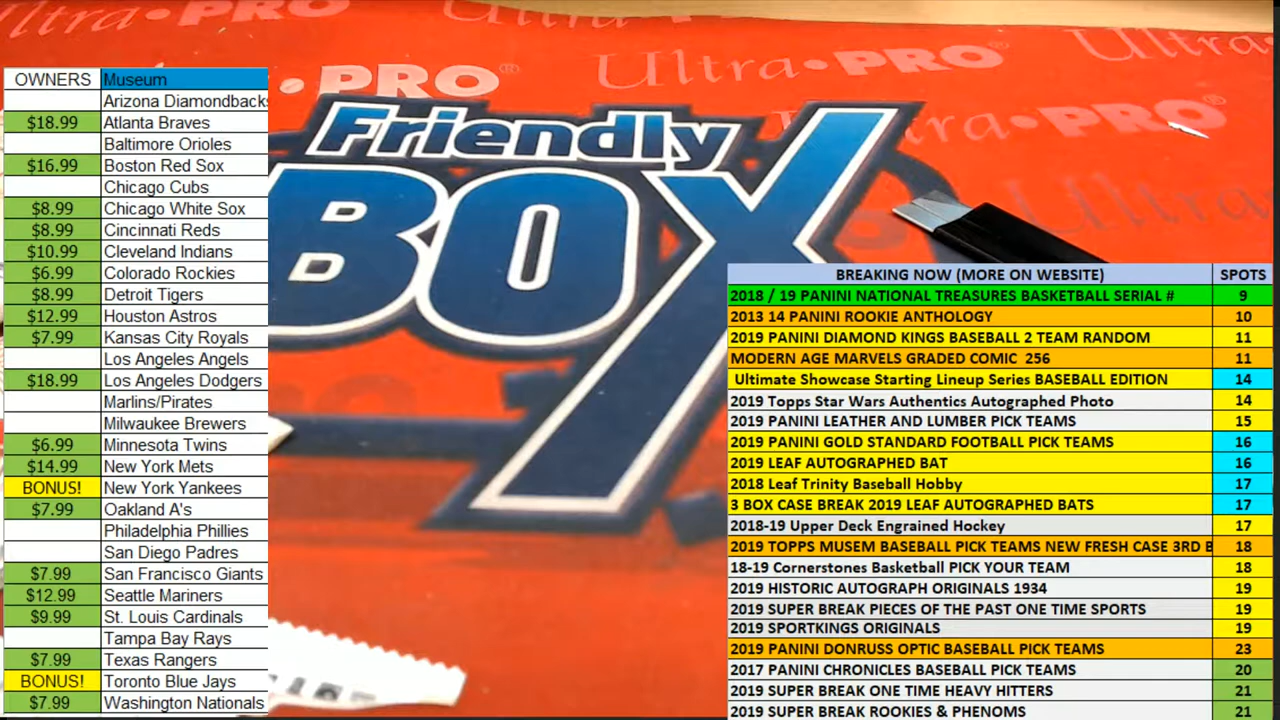 OWNERS Museum
Arizona Diamondbacks
$18.99 Atlanta Braves
Baltimore Orioles
$16.99 Boston Red Sox
Chicago Cubs
$8.99 Chicago White Sox
$8.99 Cincinnati Reds
$10.99 Cleveland Indians
$6.99 Colorado Rockies
$8.99 Detroit Tigers
$12.99 Houston Astros
$7.99 Kansas City Royals
Los Angeles Angels
$18.99 Los Angeles Dodgers
Marlins/Pirates
Milwaukee Brewers
$6.99 Minnesota Twins
$14.99 New York Mets
BONUS! New York Yankees
$7.99 Oakland A's
Philadelphia Phillies
San Diego Padres
$7.99 San Francisco Giants
$12.99 Seattle Mariners
$9.99 St. Louis Cardinals
Tampa Bay Rays
$7.99 Texas Rangers
BONUS! Toronto Blue Jays
$7.99 Washington Nationals
Ultra•PRO
PRO®
Ultra•PRO®
Ultra
ra•PRO®
Ultra
Friendly
BOX
BREAKING NOW (MORE ON WEBSITE) SPOTS
2018 / 19 PANINI NATIONAL TREASURES BASKETBALL SERIAL # 9
2013 14 PANINI ROOKIE ANTHOLOGY 10
2019 PANINI DIAMOND KINGS BASEBALL 2 TEAM RANDOM 11
MODERN AGE MARVELS GRADED COMIC 256 11
Ultimate Showcase Starting Lineup Series BASEBALL EDITION 14
2019 Topps Star Wars Authentics Autographed Photo 14
2019 PANINI LEATHER AND LUMBER PICK TEAMS 15
2019 PANINI GOLD STANDARD FOOTBALL PICK TEAMS 16
2019 LEAF AUTOGRAPHED BAT 16
2018 Leaf Trinity Baseball Hobby 17
3 BOX CASE BREAK 2019 LEAF AUTOGRAPHED BATS 17
2018-19 Upper Deck Engrained Hockey 17
2019 TOPPS MUSEM BASEBALL PICK TEAMS NEW FRESH CASE 3RD B 18
18-19 Cornerstones Basketball PICK YOUR TEAM 18
2019 HISTORIC AUTOGRAPH ORIGINALS 1934 19
2019 SUPER BREAK PIECES OF THE PAST ONE TIME SPORTS 19
2019 SPORTKINGS ORIGINALS 19
2019 PANINI DONRUSS OPTIC BASEBALL PICK TEAMS 23
2017 PANINI CHRONICLES BASEBALL PICK TEAMS 20
2019 SUPER BREAK ONE TIME HEAVY HITTERS 21
2019 SUPER BREAK ROOKIES & PHENOMS 21